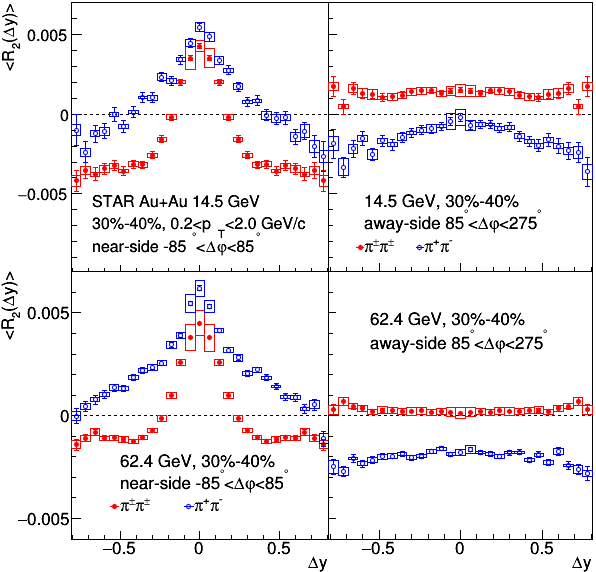 <R₂(Δy)>
0.005
0
−0.005
STAR Au+Au 14.5 GeV
30%-40%, 0.2<p_T<2.0 GeV/c
near-side -85°<Δφ<85°
14.5 GeV, 30%-40%
away-side 85°<Δφ<275°
π±π± π⁺π⁻
<R₂(Δy)>
0.005
0
−0.005
62.4 GeV, 30%-40%
near-side -85°<Δφ<85°
π±π± π⁺π⁻
62.4 GeV, 30%-40%
away-side 85°<Δφ<275°
−0.5 0 0.5
Δy
−0.5 0 0.5
Δy